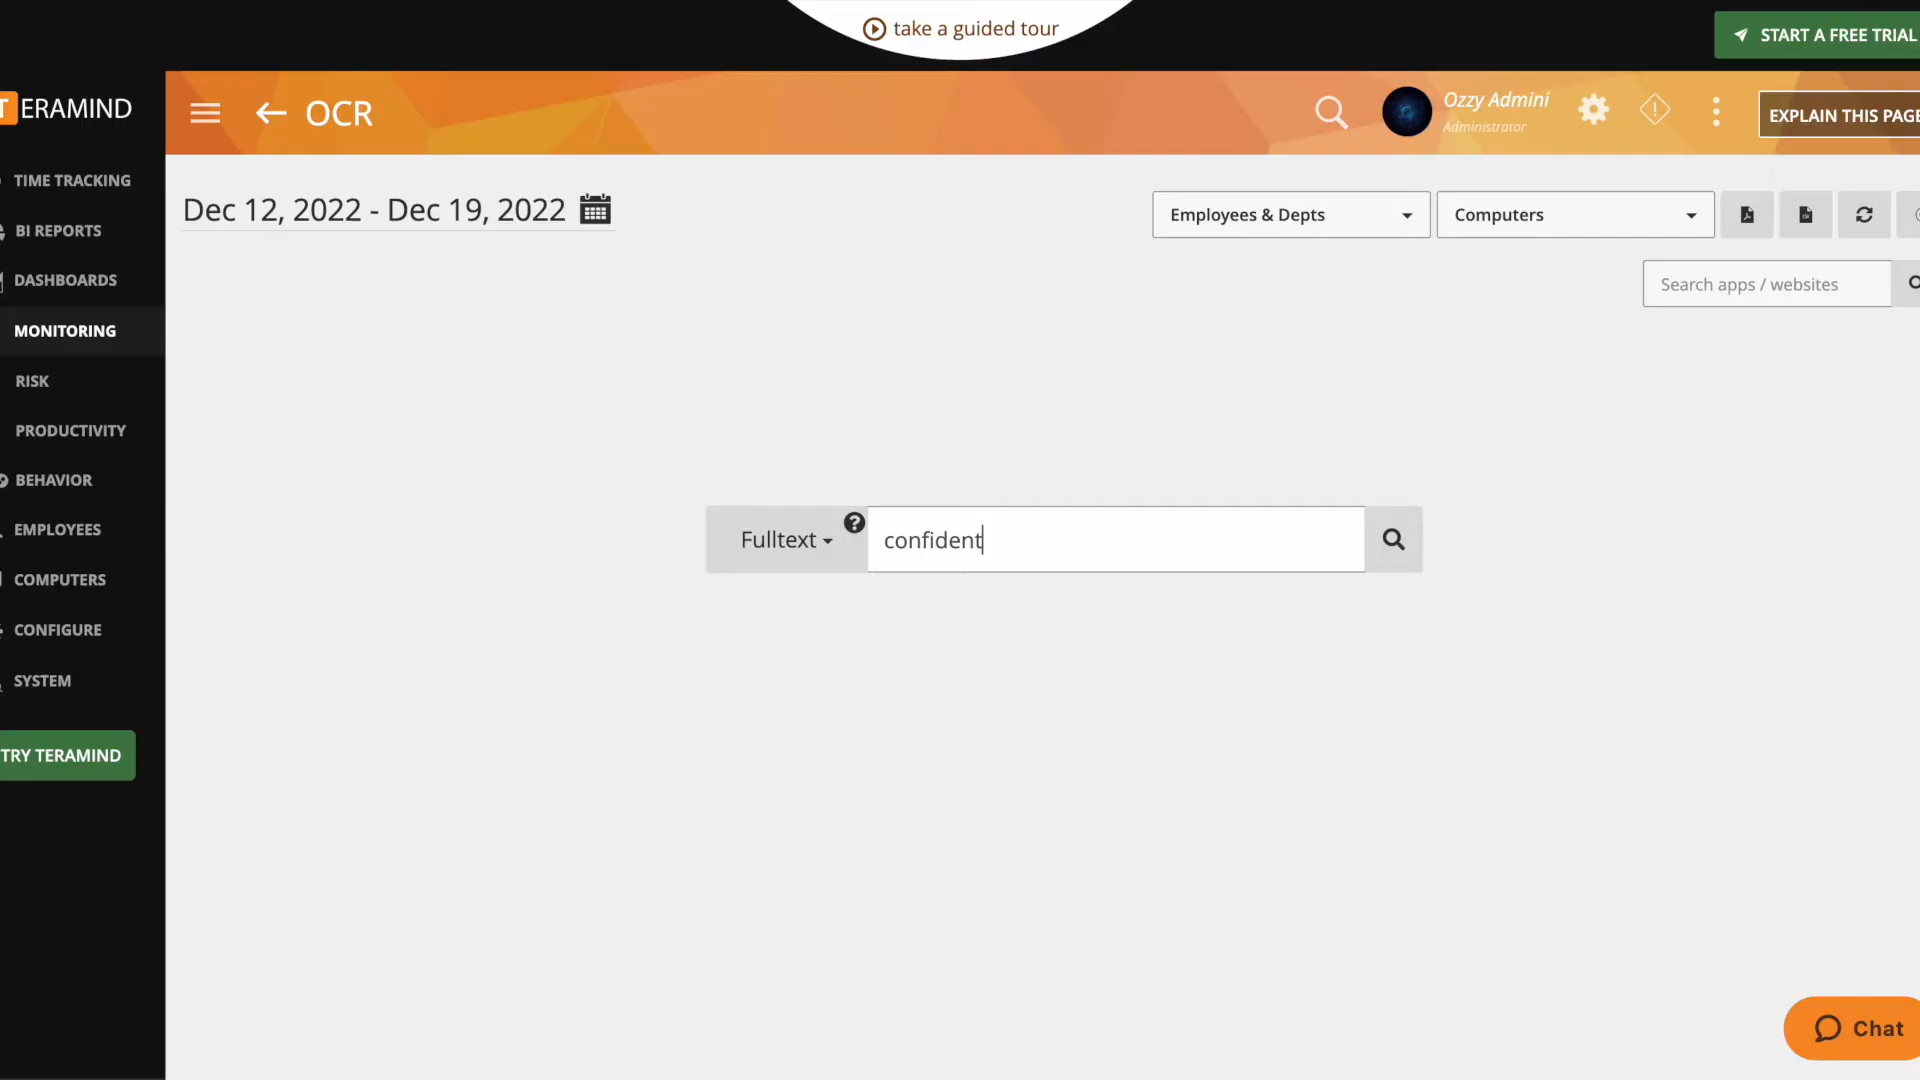 take a guided tour
START A FREE TRIAL
TERAMIND
OCR
Ozzy Admini
Administrator
EXPLAIN THIS PAGE
TIME TRACKING
BI REPORTS
DASHBOARDS
MONITORING
RISK
PRODUCTIVITY
BEHAVIOR
EMPLOYEES
COMPUTERS
CONFIGURE
SYSTEM
TRY TERAMIND
Dec 12, 2022 - Dec 19, 2022
Employees & Depts
Computers
Search apps / websites
Fulltext
confident
Chat